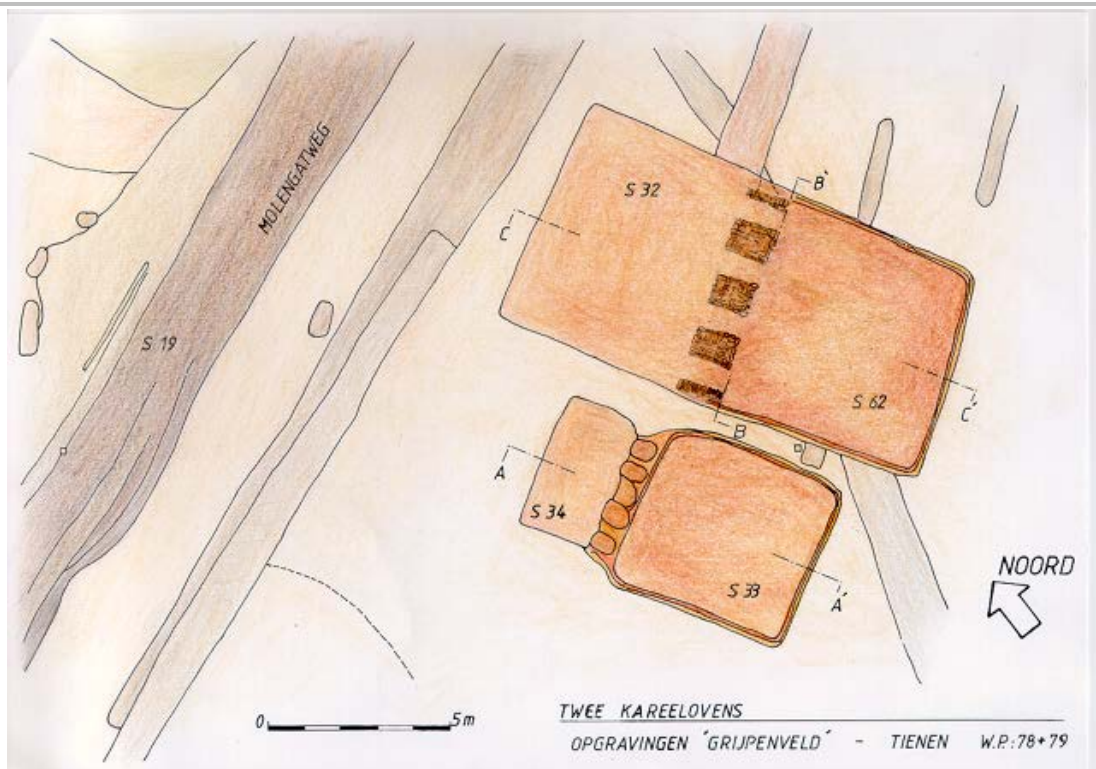 MOLENGATWEG
S 19
S 32
B'
C
S 62
C'
B
A
S 34
S 33
A'
NOORD
0 5m
TWEE KAREELOVENS
OPGRAVINGEN 'GRIJPENVELD' - TIENEN W.P.:78+79